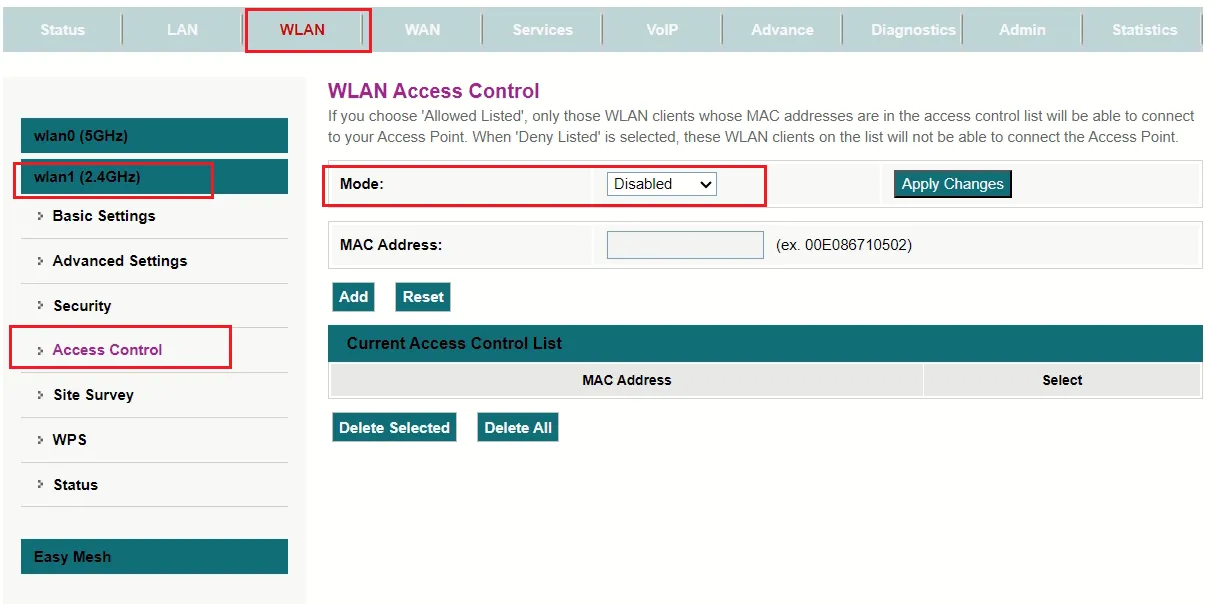 Status LAN WLAN WAN Services VoIP Advance Diagnostics Admin Statistics
wlan0 (5GHz)
wlan1 (2.4GHz)
Basic Settings
Advanced Settings
Security
Access Control
Site Survey
WPS
Status
Easy Mesh
WLAN Access Control
If you choose 'Allowed Listed', only those WLAN clients whose MAC addresses are in the access control list will be able to connect
to your Access Point. When 'Deny Listed' is selected, these WLAN clients on the list will not be able to connect the Access Point.
Mode: Disabled Apply Changes
MAC Address: (ex. 00E086710502)
Add Reset
Current Access Control List
MAC Address Select
Delete Selected Delete All